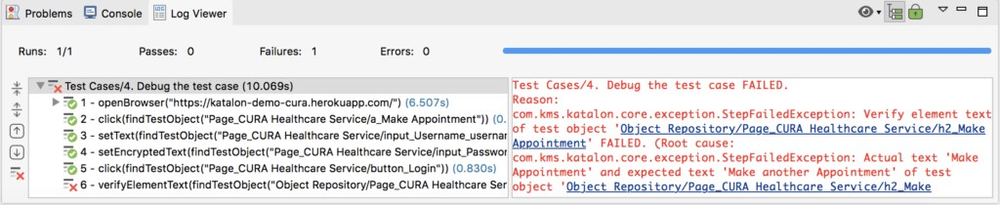 Problems Console Log Viewer
Runs: 1/1 Passes: 0 Failures: 1 Errors: 0
Test Cases/4. Debug the test case (10.069s)
1 - openBrowser("https://katalon-demo-cura.herokuapp.com/") (6.507s)
2 - click(findTestObject("Page_CURA Healthcare Service/a_Make Appointment")) (0.
3 - setText(findTestObject("Page_CURA Healthcare Service/input_Username_usernam
4 - setEncryptedText(findTestObject("Page_CURA Healthcare Service/input_Passwo
5 - click(findTestObject("Page_CURA Healthcare Service/button_Login")) (0.830s)
6 - verifyElementText(findTestObject("Object Repository/Page_CURA Healthcare Ser
Test Cases/4. Debug the test case FAILED.
Reason:
com.kms.katalon.core.exception.StepFailedException: Verify element text
of test object 'Object Repository/Page_CURA Healthcare Service/h2_Make
Appointment' FAILED. (Root cause:
com.kms.katalon.core.exception.StepFailedException: Actual text 'Make
Appointment' and expected text 'Make another Appointment' of test
object 'Object Repository/Page_CURA Healthcare Service/h2_Make